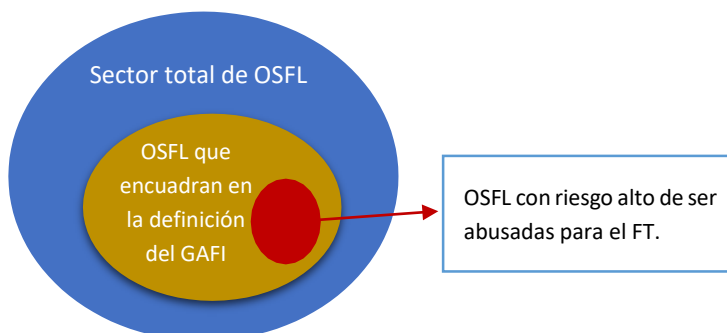 Sector total de OSFL
OSFL que
encuadran en
la definición
del GAFI
OSFL con riesgo alto de ser
abusadas para el FT.